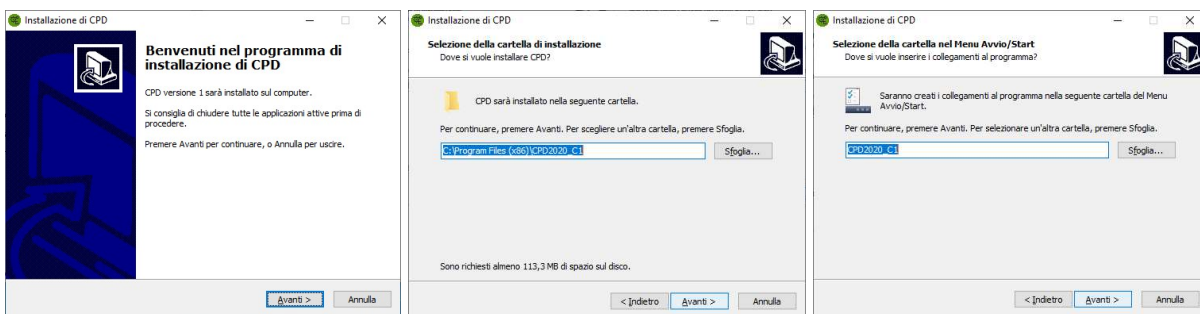 Installazione di CPD
Benvenuti nel programma di
installazione di CPD
CPD versione 1 sarà installato sul computer.
Si consiglia di chiudere tutte le applicazioni attive prima di
procedere.
Premere Avanti per continuare, o Annulla per uscire.
Avanti >
Annulla
Installazione di CPD
Selezione della cartella di installazione
Dove si vuole installare CPD?
CPD sarà installato nella seguente cartella.
Per continuare, premere Avanti. Per scegliere un'altra cartella, premere Sfoglia.
C:\Program Files (x86)\CPD2020_C1
Sfoglia...
Sono richiesti almeno 113,3 MB di spazio sul disco.
< Indietro
Avanti >
Annulla
Installazione di CPD
Selezione della cartella nel Menu Avvio/Start
Dove si vuole inserire i collegamenti al programma?
Saranno creati i collegamenti al programma nella seguente cartella del Menu
Avvio/Start.
Per continuare, premere Avanti. Per selezionare un'altra cartella, premere Sfoglia.
CPD2020_C1
Sfoglia...
< Indietro
Avanti >
Annulla